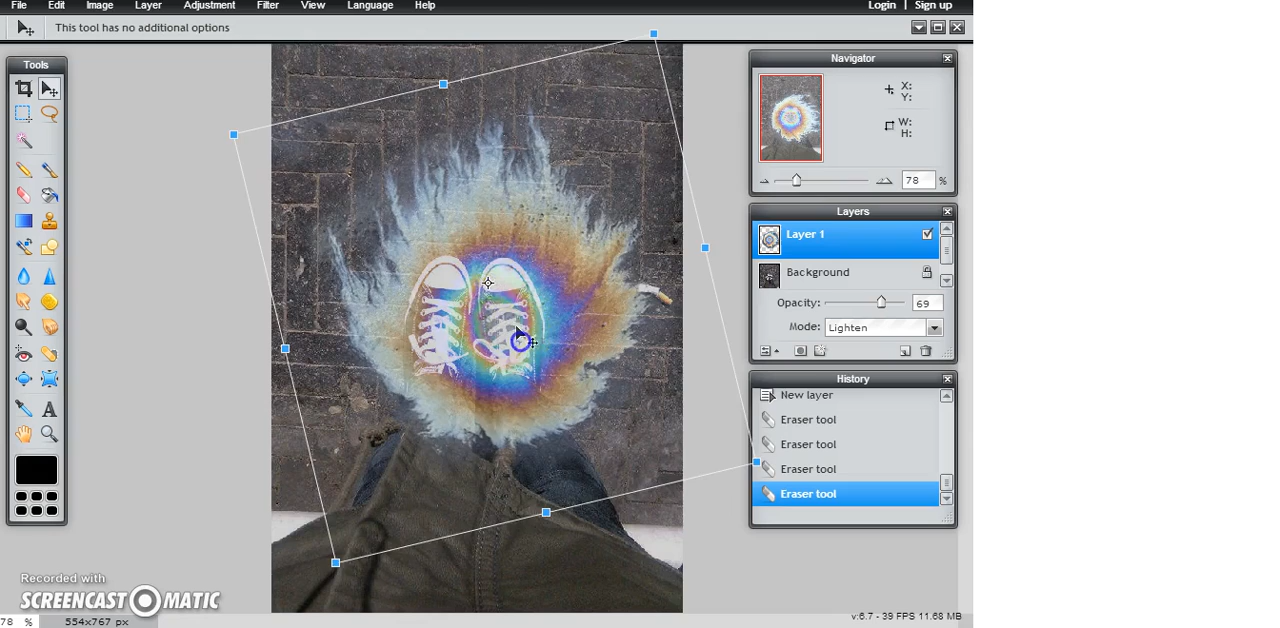 File Edit Image Layer Adjustment Filter View Language Help Login | Sign up
This tool has no additional options
Tools
Navigator
X:
Y:
W:
H:
78 %
Layers
Layer 1
Background
Opacity: 69
Mode: Lighten
History
New layer
Eraser tool
Eraser tool
Eraser tool
Eraser tool
A
Recorded with
SCREENCAST MATIC
78 % 554x767 px
v:6.7 - 39 FPS 11.68 MB